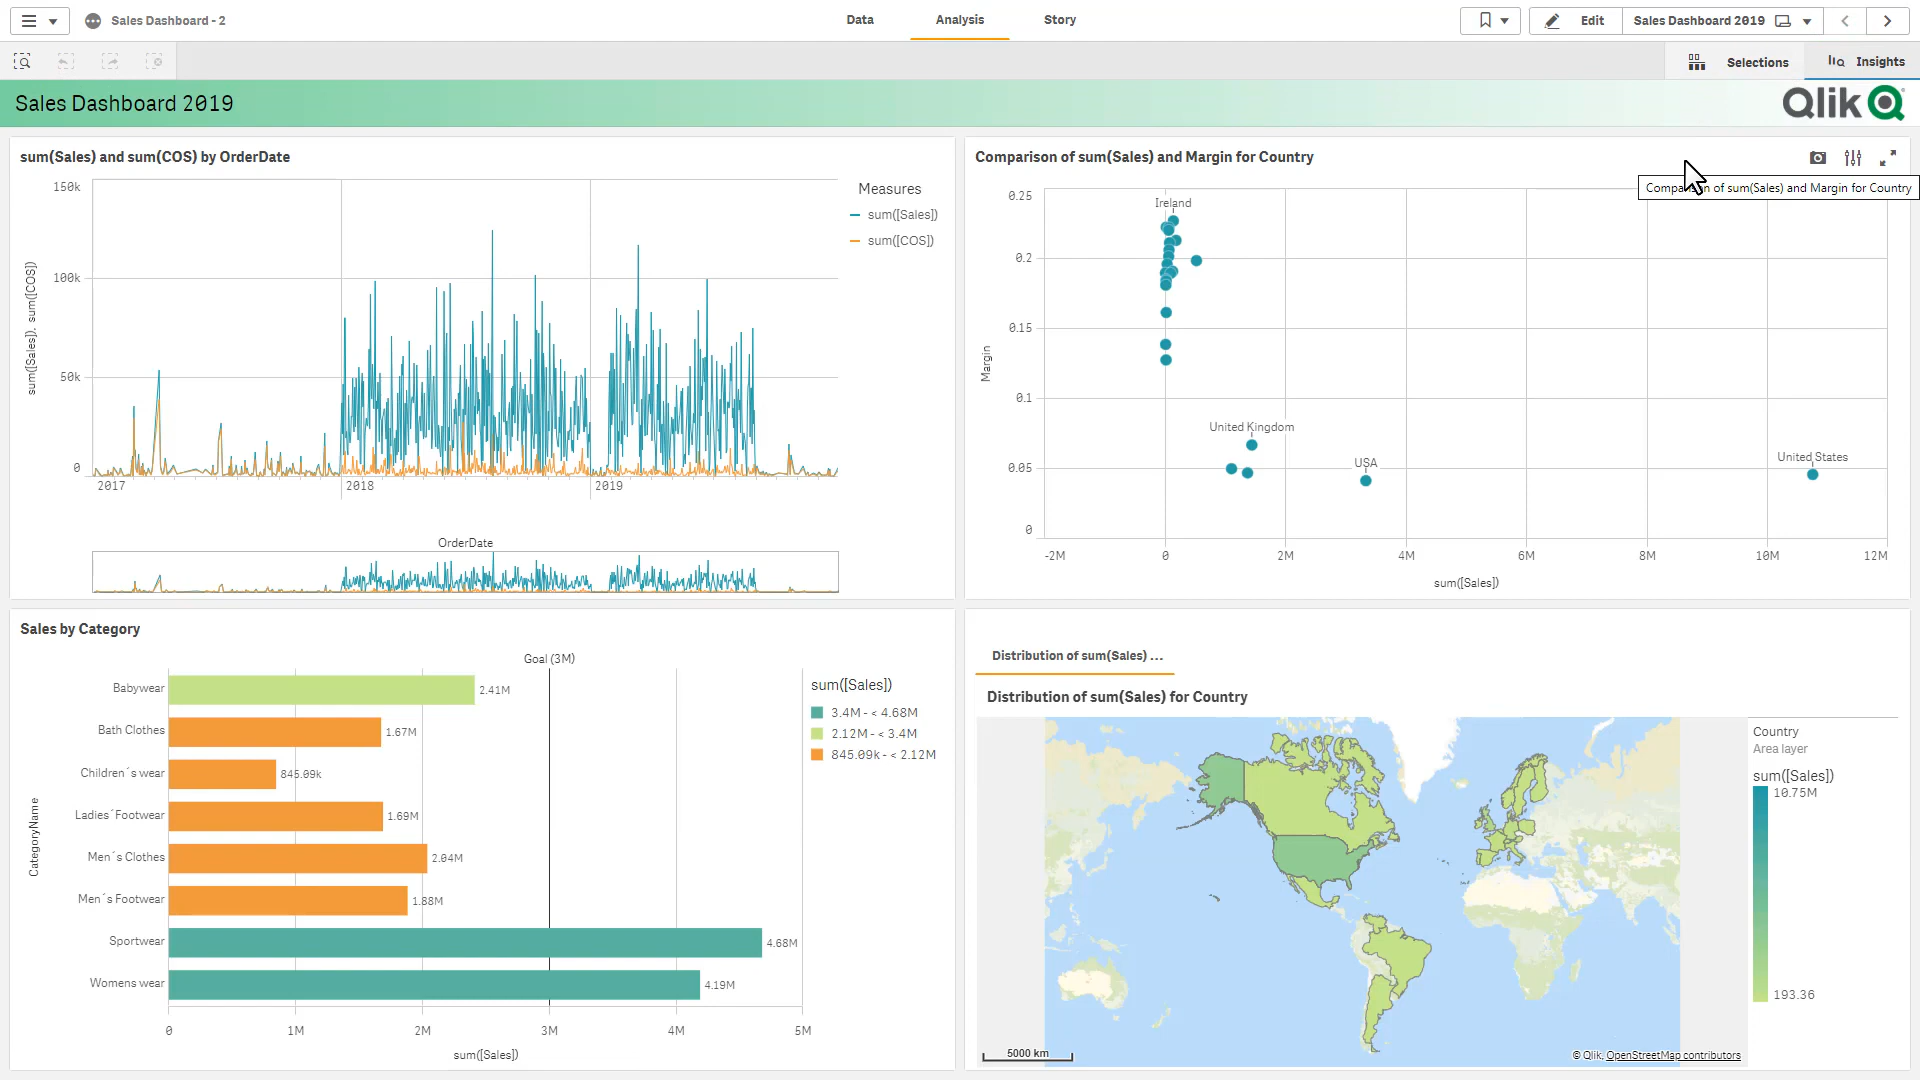 Sales Dashboard - 2
Data
Analysis
Story
Edit
Sales Dashboard 2019
Selections
Insights
Sales Dashboard 2019
Qlik
sum(Sales) and sum(COS) by OrderDate
150k
100k
50k
0
sum([Sales]), sum([COS])
2017
2018
2019
OrderDate
Measures
sum([Sales])
sum([COS])
Comparison of sum(Sales) and Margin for Country
Comparison of sum(Sales) and Margin for Country
0.25
0.2
0.15
0.1
0.05
0
Margin
Ireland
United Kingdom
USA
United States
-2M
0
2M
4M
6M
8M
10M
12M
sum([Sales])
Sales by Category
Goal (3M)
CategoryName
Babywear
2.41M
Bath Clothes
1.67M
Children´s wear
845.09k
Ladies´Footwear
1.69M
Men´s Clothes
2.04M
Men´s Footwear
1.88M
Sportwear
4.68M
Womens wear
4.19M
0
1M
2M
3M
4M
5M
sum([Sales])
sum([Sales])
3.4M - < 4.68M
2.12M - < 3.4M
845.09k - < 2.12M
Distribution of sum(Sales) ...
Distribution of sum(Sales) for Country
Country
Area layer
sum([Sales])
10.75M
193.36
5000 km
© Qlik, OpenStreetMap contributors